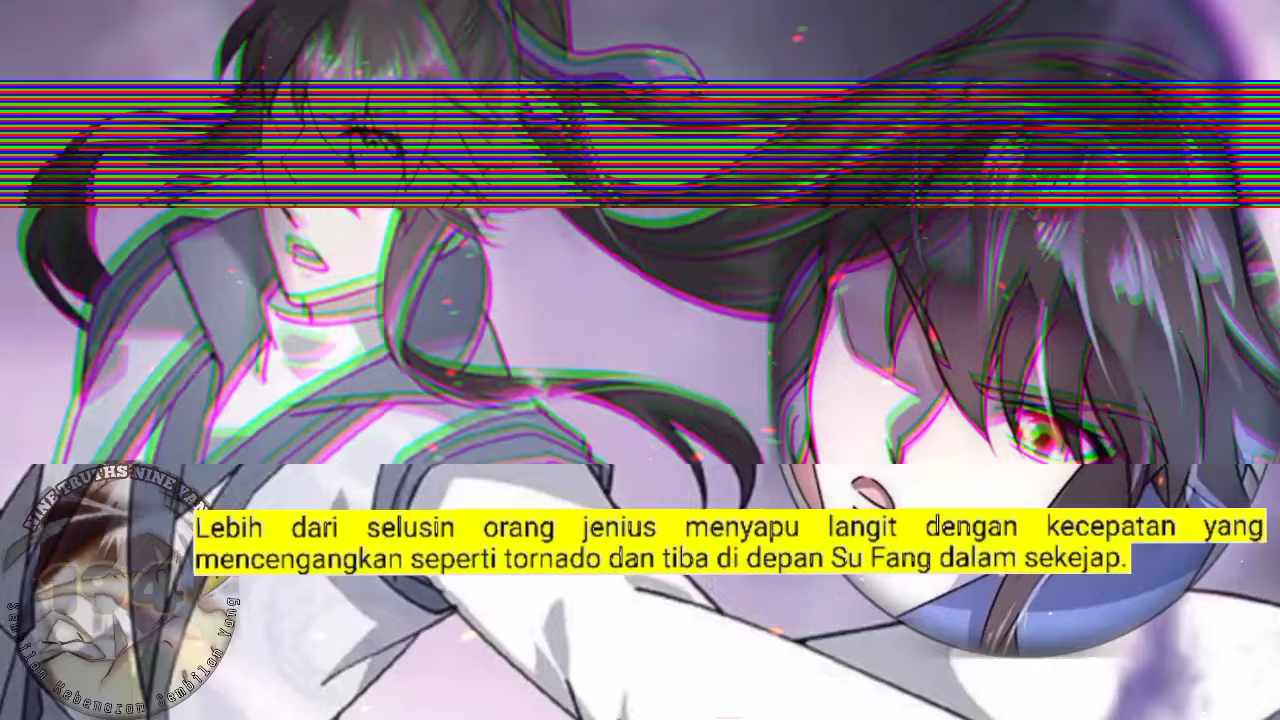 NINE TRUTHS NINE
Lebih dari selusin orang jenius menyapu langit dengan kecepatan yang
mencengangkan seperti tornado dan tiba di depan Su Fang dalam sekejap.
Sembilan Kebenaran Sembilan Yang